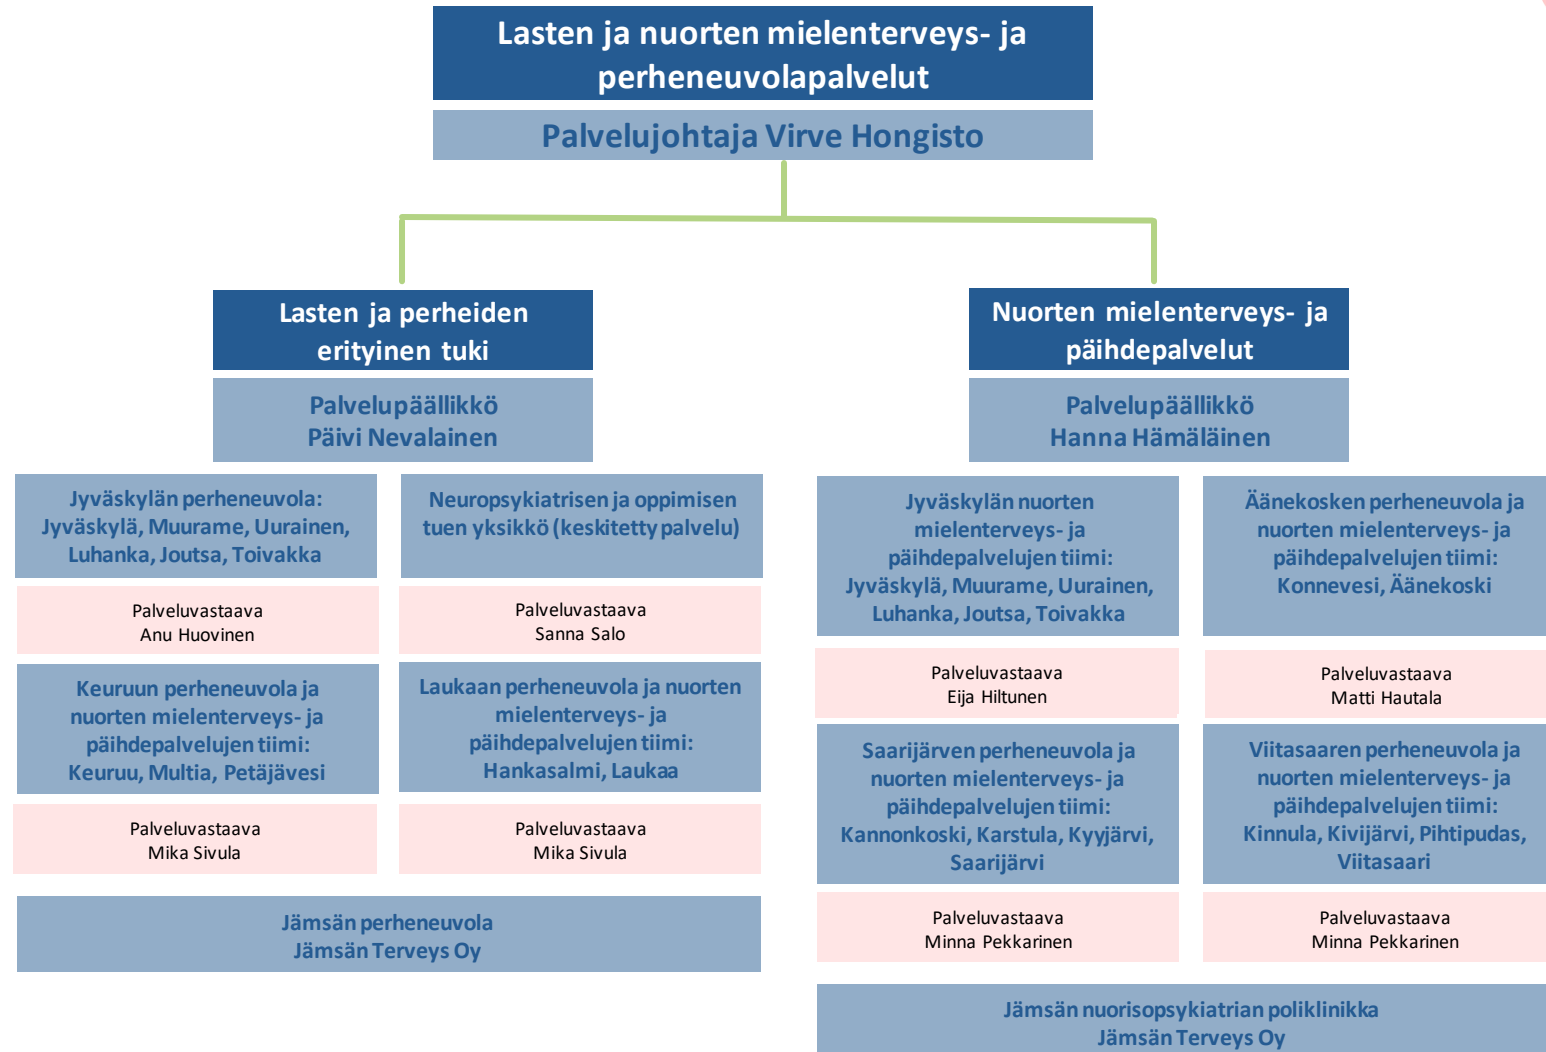 Lasten ja nuorten mielenterveys- ja
perheneuvolapalvelut
Palvelujohtaja Virve Hongisto
Lasten ja perheiden
erityinen tuki
Palvelupäällikkö
Päivi Nevalainen
Jyväskylän perheneuvola:
Jyväskylä, Muurame, Uurainen,
Luhanka, Joutsa, Toivakka
Palveluvastaava
Anu Huovinen
Neuropsykiatrisen ja oppimisen
tuen yksikkö (keskitetty palvelu)
Palveluvastaava
Sanna Salo
Keuruun perheneuvola ja
nuorten mielenterveys- ja
päihdepalvelujen tiimi:
Keuruu, Multia, Petäjävesi
Palveluvastaava
Mika Sivula
Laukaan perheneuvola ja nuorten
mielenterveys- ja
päihdepalvelujen tiimi:
Hankasalmi, Laukaa
Palveluvastaava
Mika Sivula
Jämsän perheneuvola
Jämsän Terveys Oy
Nuorten mielenterveys- ja
päihdepalvelut
Palvelupäällikkö
Hanna Hämäläinen
Jyväskylän nuorten
mielenterveys- ja
päihdepalvelujen tiimi:
Jyväskylä, Muurame, Uurainen,
Luhanka, Joutsa, Toivakka
Palveluvastaava
Eija Hiltunen
Äänekosken perheneuvola ja
nuorten mielenterveys- ja
päihdepalvelujen tiimi:
Konnevesi, Äänekoski
Palveluvastaava
Matti Hautala
Saarijärven perheneuvola ja
nuorten mielenterveys- ja
päihdepalvelujen tiimi:
Kannonkoski, Karstula, Kyyjärvi,
Saarijärvi
Palveluvastaava
Minna Pekkarinen
Viitasaaren perheneuvola ja
nuorten mielenterveys- ja
päihdepalvelujen tiimi:
Kinnula, Kivijärvi, Pihtipudas,
Viitasaari
Palveluvastaava
Minna Pekkarinen
Jämsän nuorisopsykiatrian poliklinikka
Jämsän Terveys Oy